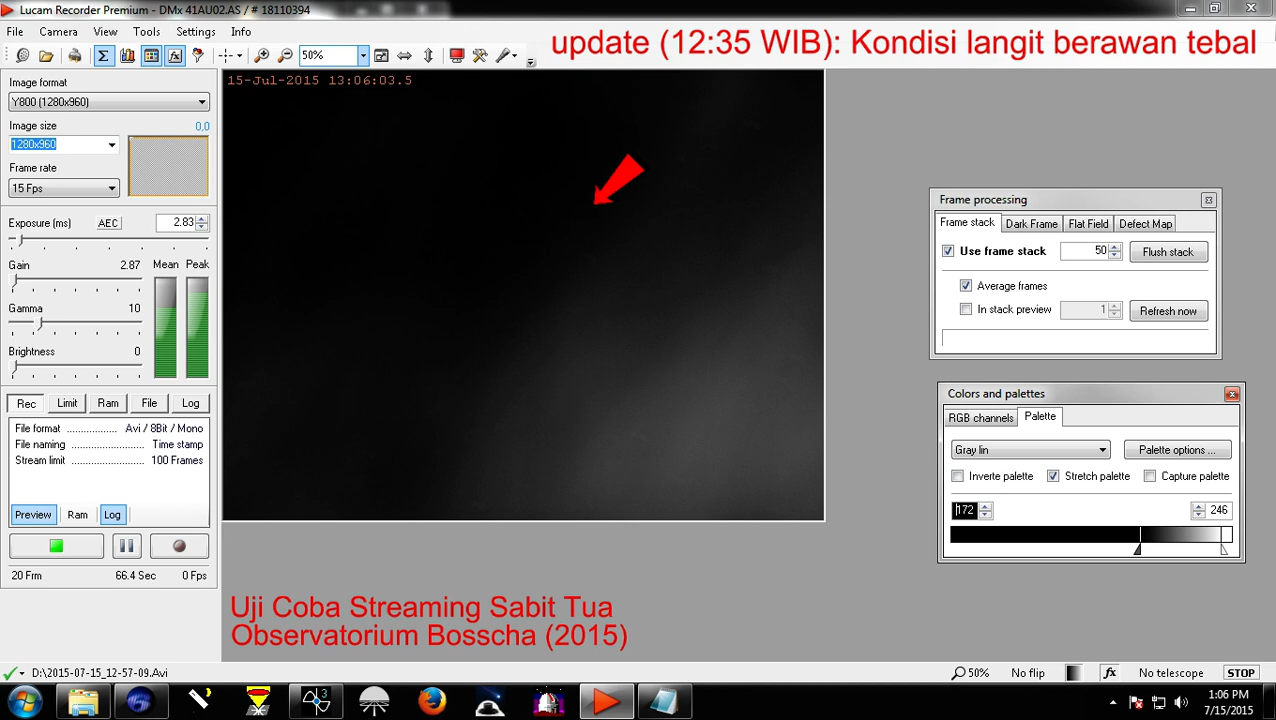 Lucam Recorder Premium - DMx 41AU02.AS / # 18110394
File Camera View Tools Settings Info
50%
update (12:35 WIB): Kondisi langit berawan tebal
Image format
Y800 (1280x960)
Image size 0,0
1280x960
Frame rate
15 Fps
Exposure (ms) AEC 2.83
Gain 2.87 Mean Peak
Gamma 10
Brightness 0
Rec Limit Ram File Log
File format Avi / 8Bit / Mono
File naming Time stamp
Stream limit 100 Frames
Preview Ram Log
20 Frm 66.4 Sec 0 Fps
15-Jul-2015 13:06:03.5
Frame processing
Frame stack Dark Frame Flat Field Defect Map
Use frame stack 50 Flush stack
Average frames
In stack preview 1 Refresh now
Colors and palettes
RGB channels Palette
Gray lin Palette options ...
Inverte palette Stretch palette Capture palette
172 246
Uji Coba Streaming Sabit Tua
Observatorium Bosscha (2015)
D:\2015-07-15_12-57-09.Avi
50% No flip fx No telescope STOP
3
1:06 PM
7/15/2015